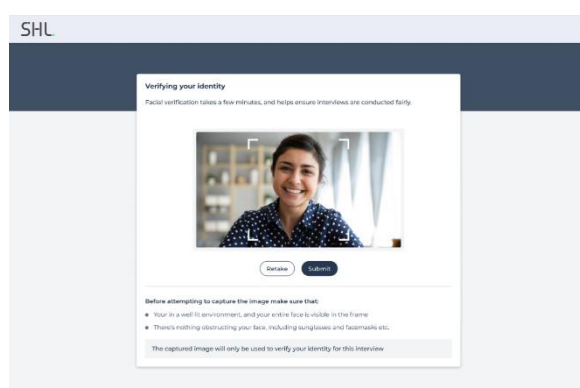 SHL.
Verifying your identity
Facial verification takes a few minutes, and helps ensure interviews are conducted fairly.
Retake
Submit
Before attempting to capture the image make sure that:
Your in a well lit environment, and your entire face is visible in the frame
There's nothing obstructing your face, including sunglasses and facemasks etc.
The captured image will only be used to verify your identity for this interview